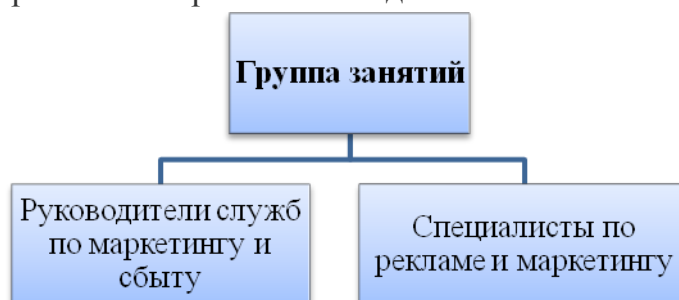 Группа занятий
Руководители служб
по маркетингу и
сбыту
Специалисты по
рекламе и маркетингу